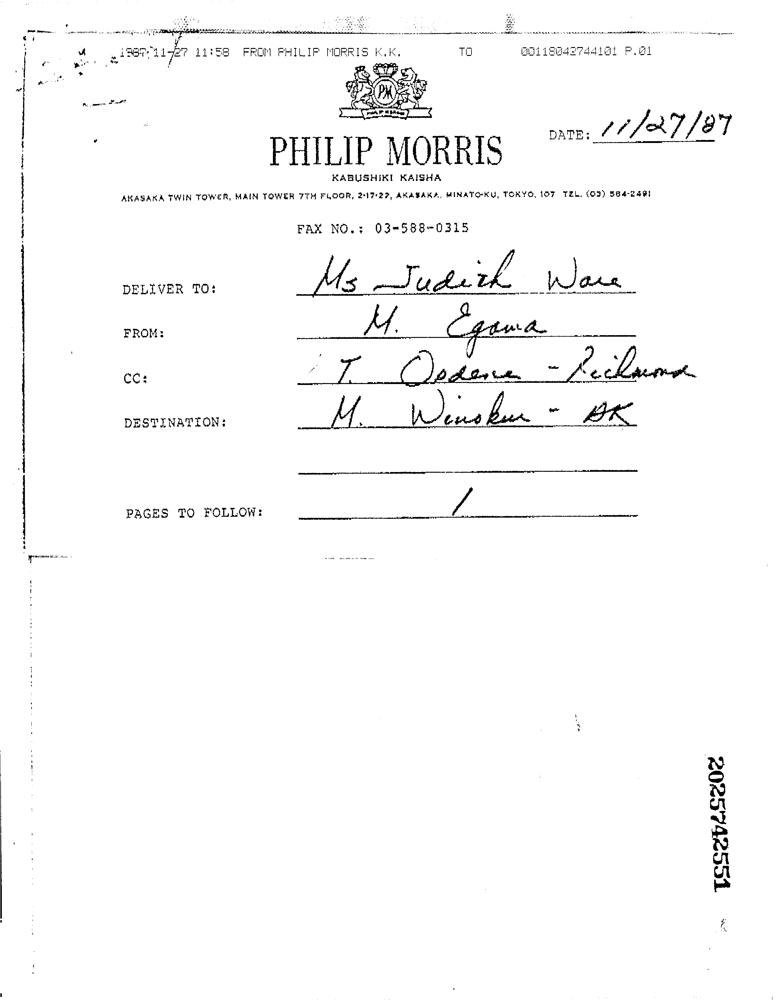 1987-11-27 11:58 FROM PHILIP MORRIS K.K. TO 00118042744101 P.01
PM
DATE: 11/27/87
PHILIP MORRIS
KABUSHIKI KAISHA
AKASAKA TWIN TOWER, MAIN TOWER 7TH FLOOR, 2-17-22, AKASAKA, MINATO-KU, TOKYO, 107 TEL. (03) 584-2491
FAX NO.: 03-588-0315
DELIVER TO: Ms Judith Ware
FROM: M. Egawa
CC: T. Osdene - Richmond
DESTINATION: M. Winokur - AK
PAGES TO FOLLOW: 1
2025742551